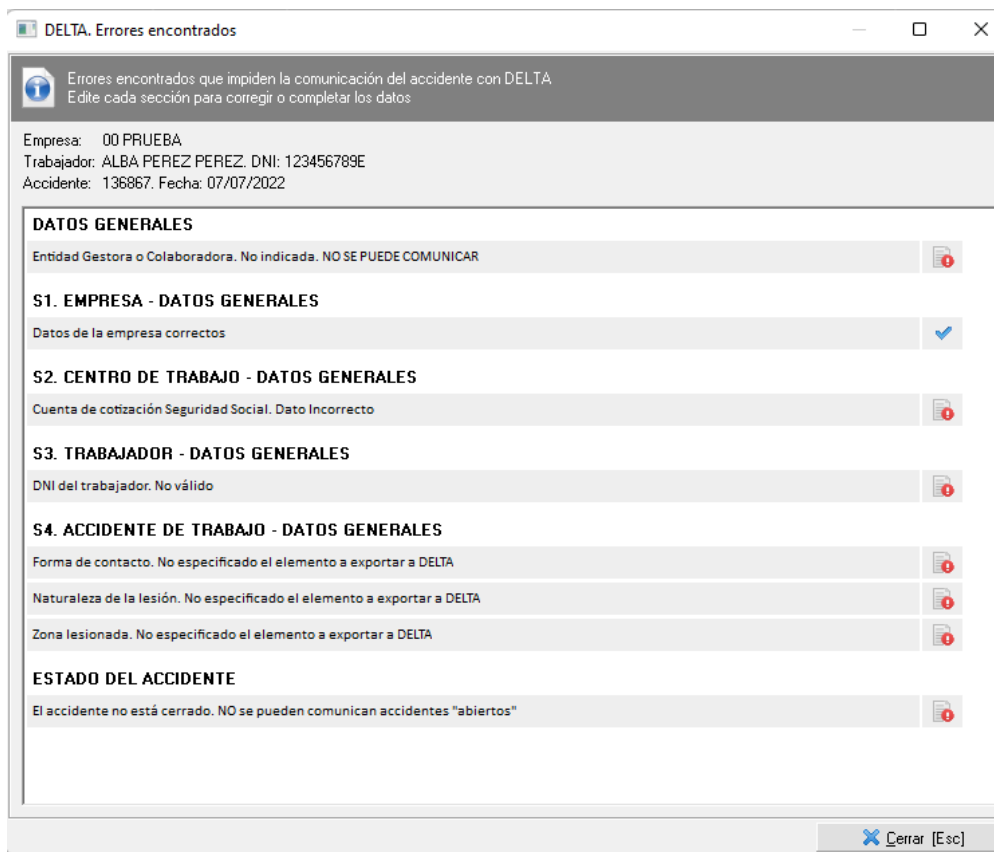 DELTA. Errores encontrados
Errores encontrados que impiden la comunicación del accidente con DELTA
Edite cada sección para corregir o completar los datos
Empresa: 00 PRUEBA
Trabajador: ALBA PEREZ PEREZ. DNI: 123456789E
Accidente: 136867. Fecha: 07/07/2022
DATOS GENERALES
Entidad Gestora o Colaboradora. No indicada. NO SE PUEDE COMUNICAR
S1. EMPRESA - DATOS GENERALES
Datos de la empresa correctos
S2. CENTRO DE TRABAJO - DATOS GENERALES
Cuenta de cotización Seguridad Social. Dato Incorrecto
S3. TRABAJADOR - DATOS GENERALES
DNI del trabajador. No válido
S4. ACCIDENTE DE TRABAJO - DATOS GENERALES
Forma de contacto. No especificado el elemento a exportar a DELTA
Naturaleza de la lesión. No especificado el elemento a exportar a DELTA
Zona lesionada. No especificado el elemento a exportar a DELTA
ESTADO DEL ACCIDENTE
El accidente no está cerrado. NO se pueden comunican accidentes "abiertos"
Cerrar [Esc]